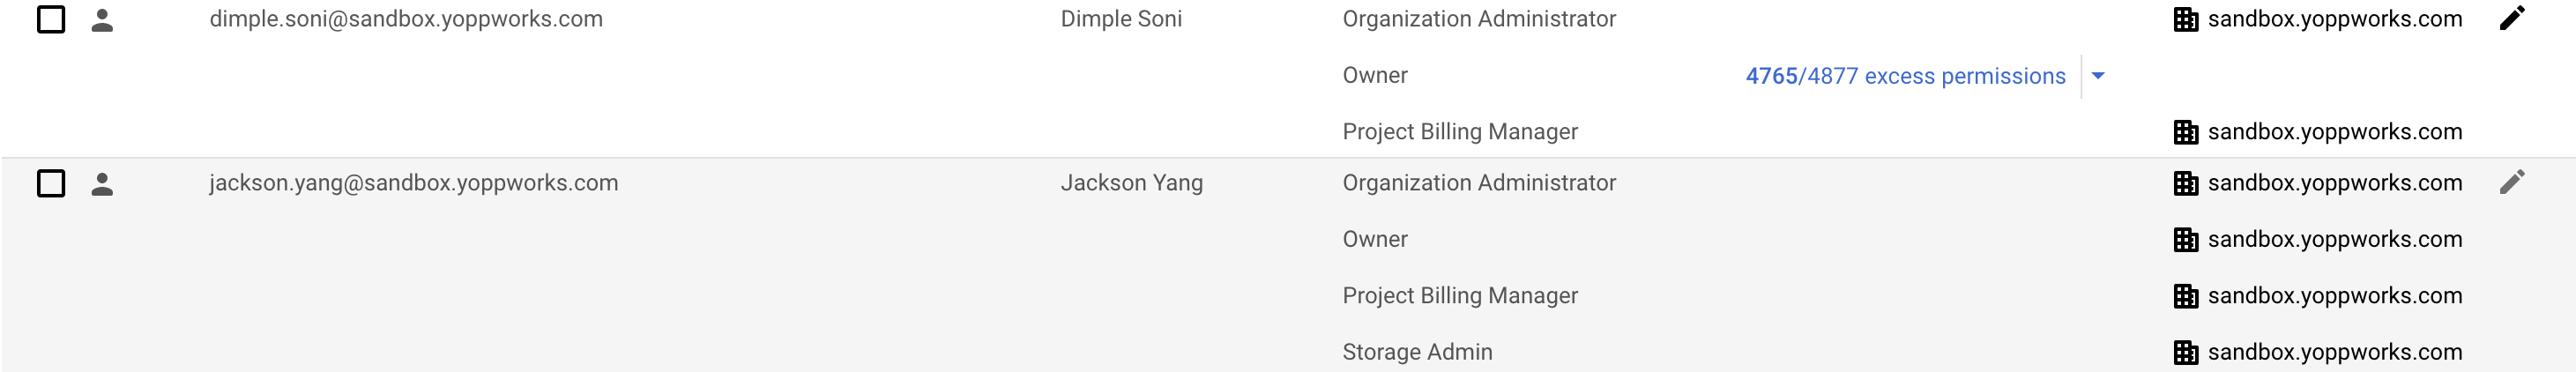 dimple.soni@sandbox.yoppworks.com Dimple Soni Organization Administrator sandbox.yoppworks.com
Owner 4765/4877 excess permissions
Project Billing Manager sandbox.yoppworks.com
jackson.yang@sandbox.yoppworks.com Jackson Yang Organization Administrator sandbox.yoppworks.com
Owner sandbox.yoppworks.com
Project Billing Manager sandbox.yoppworks.com
Storage Admin sandbox.yoppworks.com